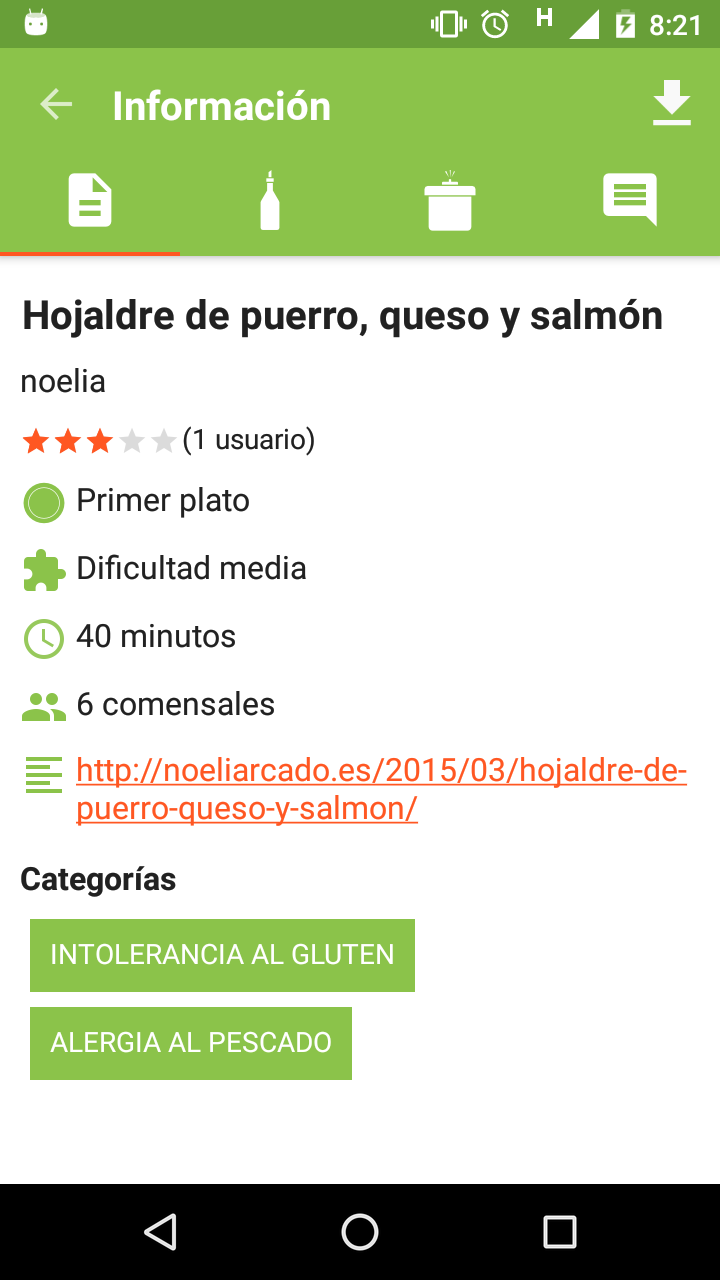 H 8:21
Información
Hojaldre de puerro, queso y salmón
noelia
(1 usuario)
Primer plato
Dificultad media
40 minutos
6 comensales
http://noeliarcado.es/2015/03/hojaldre-de-
puerro-queso-y-salmon/
Categorías
INTOLERANCIA AL GLUTEN
ALERGIA AL PESCADO